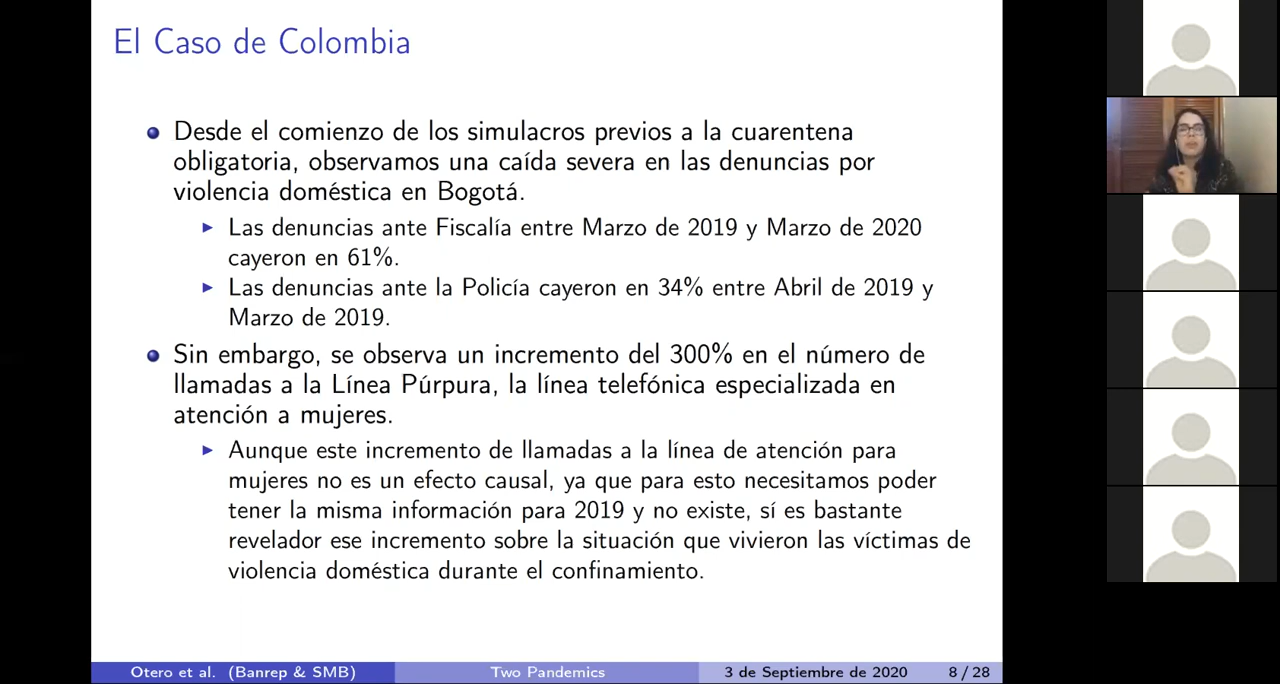 El Caso de Colombia
Desde el comienzo de los simulacros previos a la cuarentena
obligatoria, observamos una caída severa en las denuncias por
violencia doméstica en Bogotá.
Las denuncias ante Fiscalía entre Marzo de 2019 y Marzo de 2020
cayeron en 61%.
Las denuncias ante la Policía cayeron en 34% entre Abril de 2019 y
Marzo de 2019.
Sin embargo, se observa un incremento del 300% en el número de
llamadas a la Línea Púrpura, la línea telefónica especializada en
atención a mujeres.
Aunque este incremento de llamadas a la línea de atención para
mujeres no es un efecto causal, ya que para esto necesitamos poder
tener la misma información para 2019 y no existe, sí es bastante
revelador ese incremento sobre la situación que vivieron las víctimas de
violencia doméstica durante el confinamiento.
Otero et al. (Banrep & SMB) Two Pandemics 3 de Septiembre de 2020 8 / 28